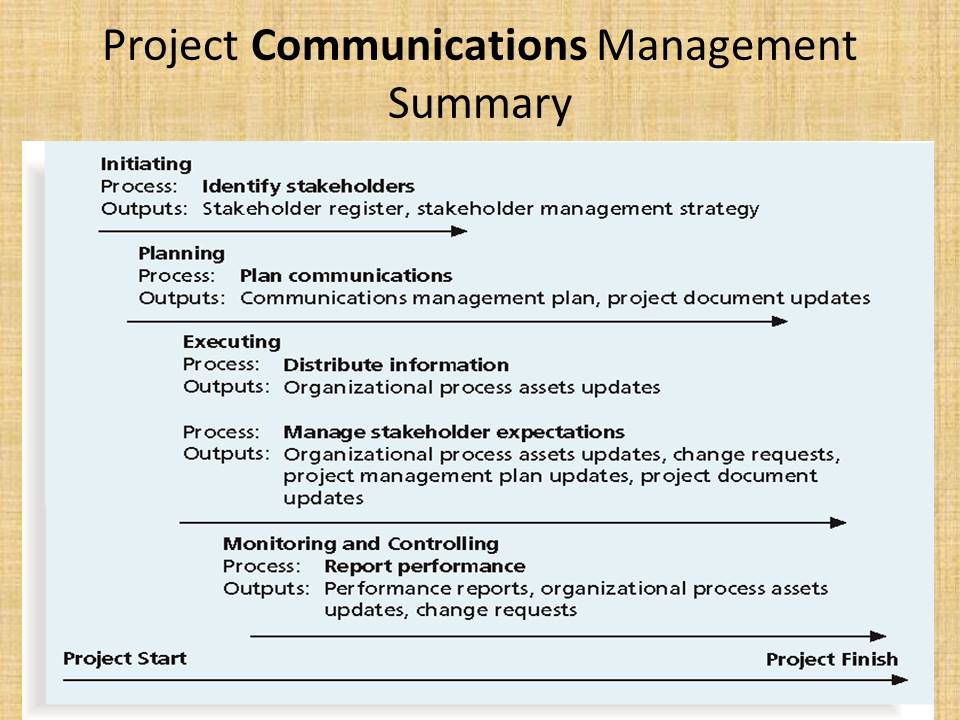 Project Communications Management
Summary
Initiating
Process: Identify stakeholders
Outputs: Stakeholder register, stakeholder management strategy
Planning
Process: Plan communications
Outputs: Communications management plan, project document updates
Executing
Process: Distribute information
Outputs: Organizational process assets updates
Process: Manage stakeholder expectations
Outputs: Organizational process assets updates, change requests,
project management plan updates, project document
updates
Monitoring and Controlling
Process: Report performance
Outputs: Performance reports, organizational process assets
updates, change requests
Project Start
Project Finish